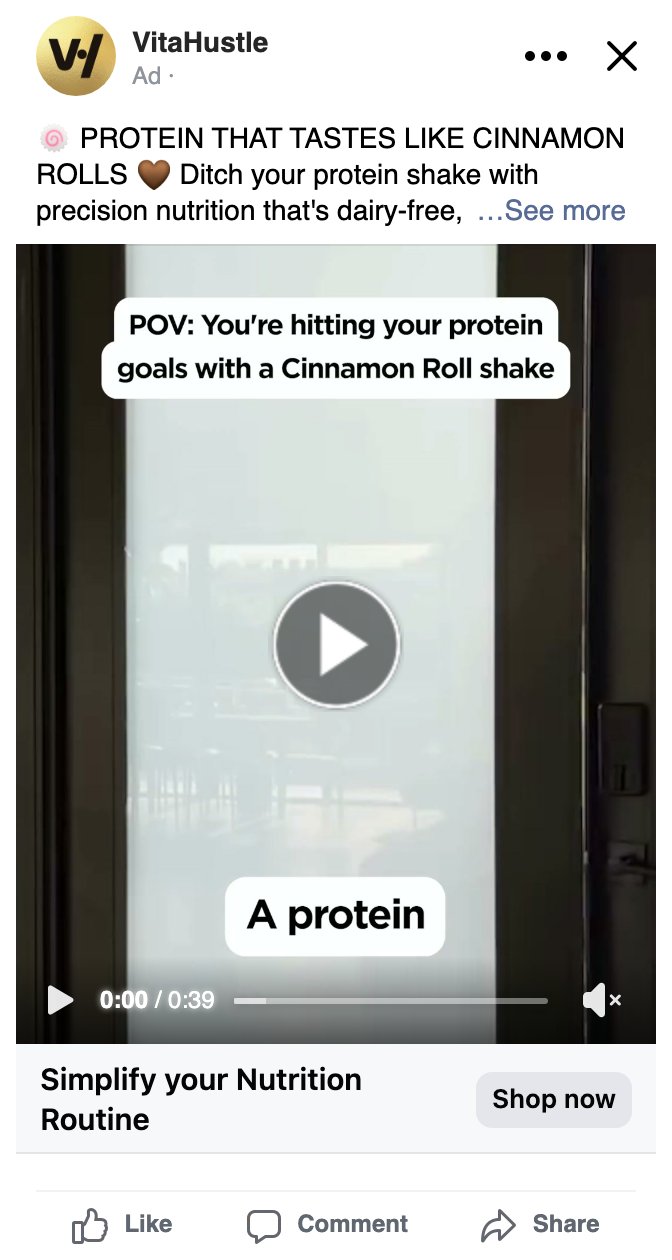 VitaHustle
Ad ·
🍥 PROTEIN THAT TASTES LIKE CINNAMON
ROLLS 🤎 Ditch your protein shake with
precision nutrition that's dairy-free, ...See more
POV: You're hitting your protein
goals with a Cinnamon Roll shake
A protein
0:00 / 0:39
Simplify your Nutrition
Routine
Shop now
Like
Comment
Share